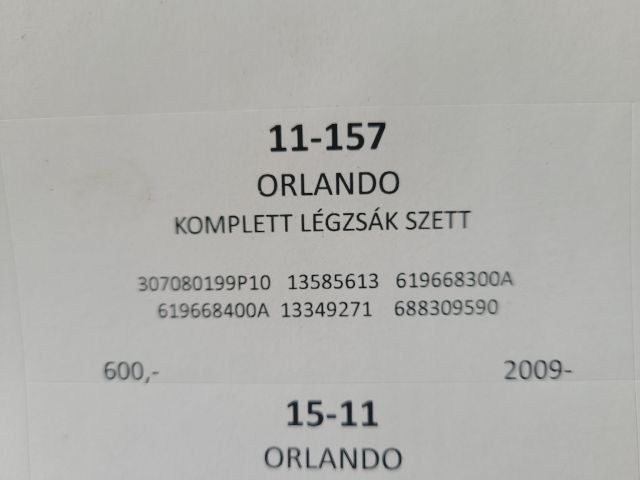 11-157
ORLANDO
KOMPLETT LÉGZSÁK SZETT
307080199P10 13585613 619668300A
619668400A 13349271 688309590
600,- 2009-
15-11
ORLANDO